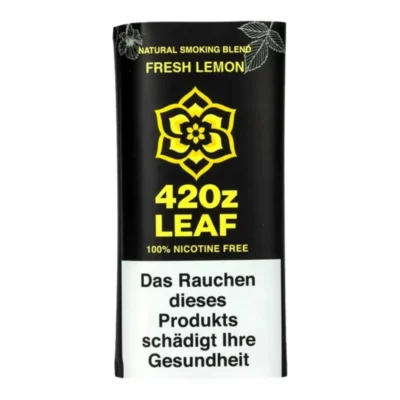 NATURAL SMOKING BLEND
FRESH LEMON
420z
LEAF
100% NICOTINE FREE
Das Rauchen
dieses
Produkts
schädigt Ihre
Gesundheit